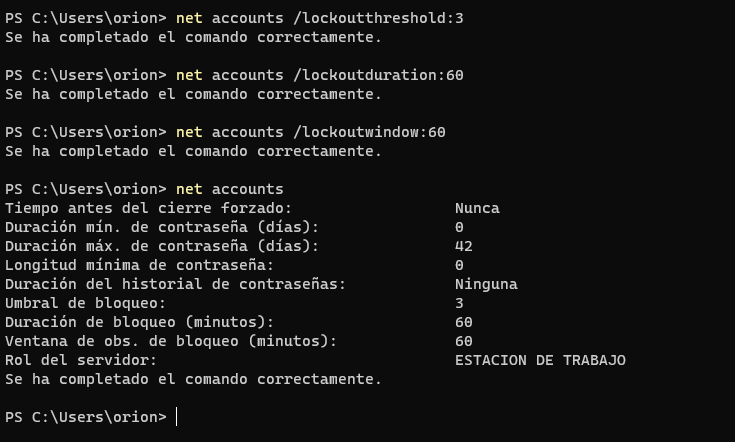 PS C:\Users\orion> net accounts /lockoutthreshold:3
Se ha completado el comando correctamente.
PS C:\Users\orion> net accounts /lockoutduration:60
Se ha completado el comando correctamente.
PS C:\Users\orion> net accounts /lockoutwindow:60
Se ha completado el comando correctamente.
PS C:\Users\orion> net accounts
Tiempo antes del cierre forzado: Nunca
Duración mín. de contraseña (días): 0
Duración máx. de contraseña (días): 42
Longitud mínima de contraseña: 0
Duración del historial de contraseñas: Ninguna
Umbral de bloqueo: 3
Duración de bloqueo (minutos): 60
Ventana de obs. de bloqueo (minutos): 60
Rol del servidor: ESTACION DE TRABAJO
Se ha completado el comando correctamente.
PS C:\Users\orion>